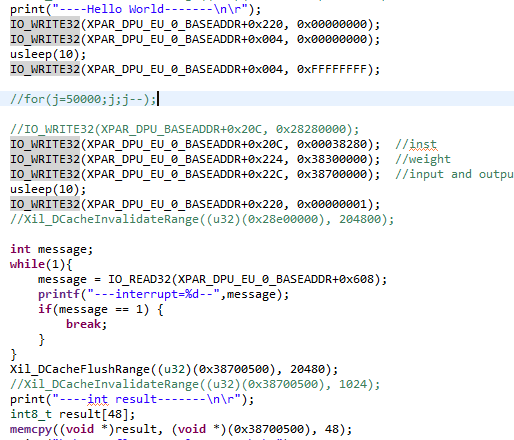 print("----Hello World-------\n\r");
IO_WRITE32(XPAR_DPU_EU_0_BASEADDR+0x220, 0x00000000);
IO_WRITE32(XPAR_DPU_EU_0_BASEADDR+0x004, 0x00000000);
usleep(10);
IO_WRITE32(XPAR_DPU_EU_0_BASEADDR+0x004, 0xFFFFFFFF);
//for(j=50000;j;j--);
//IO_WRITE32(XPAR_DPU_BASEADDR+0x20C, 0x28280000);
IO_WRITE32(XPAR_DPU_EU_0_BASEADDR+0x20C, 0x00038280); //inst
IO_WRITE32(XPAR_DPU_EU_0_BASEADDR+0x224, 0x38300000); //weight
IO_WRITE32(XPAR_DPU_EU_0_BASEADDR+0x22C, 0x38700000); //input and outpu
usleep(10);
IO_WRITE32(XPAR_DPU_EU_0_BASEADDR+0x220, 0x00000001);
//Xil_DCacheInvalidateRange((u32)(0x28e00000), 204800);
int message;
while(1){
message = IO_READ32(XPAR_DPU_EU_0_BASEADDR+0x608);
printf("---interrupt=%d--",message);
if(message == 1) {
break;
}
}
Xil_DCacheFlushRange((u32)(0x38700500), 20480);
//Xil_DCacheInvalidateRange((u32)(0x38700500), 1024);
print("----int result-------\n\r");
int8_t result[48];
memcpy((void *)result, (void *)(0x38700500), 48);